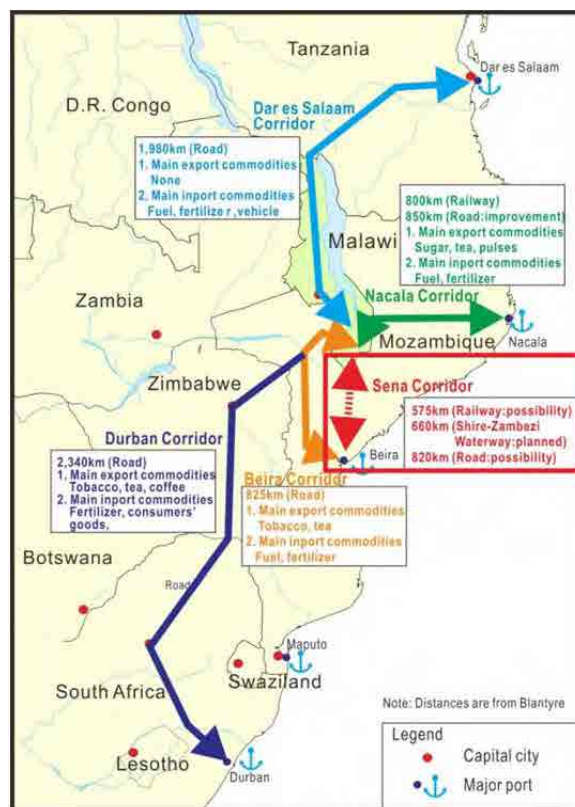 Tanzania
Dar es Salaam
D.R. Congo
Dar es Salaam
Corridor
1,980km (Road)
1. Main export commodities
None
2. Main inport commodities
Fuel, fertilize r, vehicle
800km (Railway)
850km (Road:improvement)
1. Main export commodities
Sugar, tea, pulses
2. Main inport commodities
Fuel, fertilizer
Malawi
Zambia
Nacala Corridor
Mozambique
Nacala
Zimbabwe
Sena Corridor
575km (Railway:possibility)
660km (Shire-Zambezi
Waterway:planned)
820km (Road:possibility)
Durban Corridor
2,340km (Road)
1. Main export commodities
Tobacco, tea, coffee
2. Main inport commodities
Fertilizer, consumers'
goods,
Beira
Beira Corridor
825km (Road)
1. Main export commodities
Tobacco, tea
2. Main inport commodities
Fuel, fertilizer
Botswana
Road
Maputo
Swaziland
South Africa
Note: Distances are from Blantyre
Legend
Capital city
Major port
Lesotho
Durban